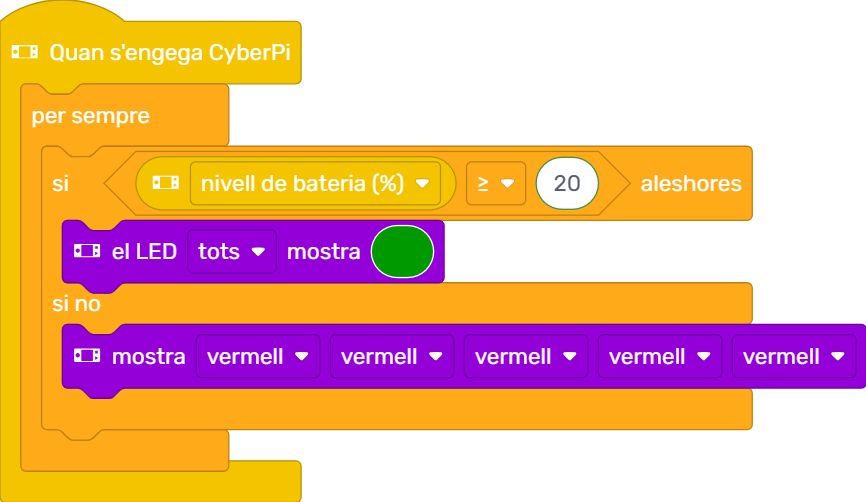 Quan s'engega CyberPi
per sempre
si nivell de bateria (%) ≥ 20 aleshores
el LED tots mostra
si no
mostra vermell vermell vermell vermell vermell